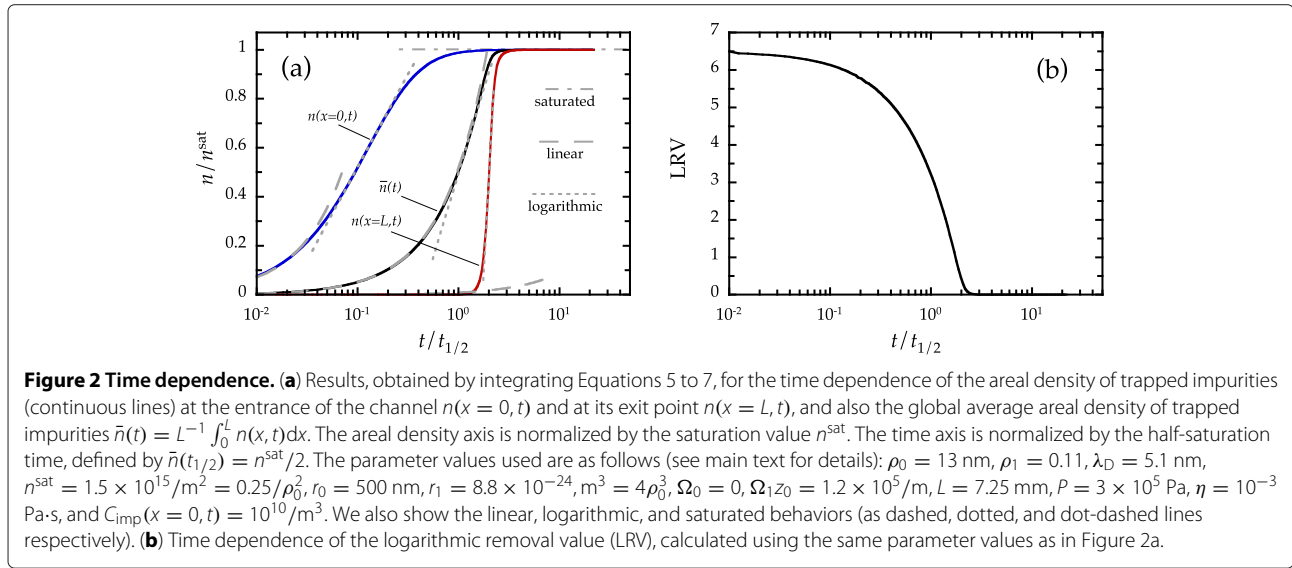 (a)
1
0.8
0.6
0.4
0.2
0
n/n^sat
n(x=0,t)
n̄(t)
n(x=L,t)
saturated
linear
logarithmic
10^-2 10^-1 10^0 10^1
t/t_1/2
(b)
7
6
5
4
3
2
1
0
LRV
10^-2 10^-1 10^0 10^1
t/t_1/2
Figure 2 Time dependence. (a) Results, obtained by integrating Equations 5 to 7, for the time dependence of the areal density of trapped impurities
(continuous lines) at the entrance of the channel n(x = 0, t) and at its exit point n(x = L, t), and also the global average areal density of trapped
impurities n̄(t) = L^−1 ∫_0^L n(x, t)dx. The areal density axis is normalized by the saturation value n^sat. The time axis is normalized by the half-saturation
time, defined by n̄(t_1/2) = n^sat/2. The parameter values used are as follows (see main text for details): ρ_0 = 13 nm, ρ_1 = 0.11, λ_D = 5.1 nm,
n^sat = 1.5 × 10^15/m^2 = 0.25/ρ_0^2, r_0 = 500 nm, r_1 = 8.8 × 10^−24, m^3 = 4ρ_0^3, Ω_0 = 0, Ω_1z_0 = 1.2 × 10^5/m, L = 7.25 mm, P = 3 × 10^5 Pa, η = 10^−3
Pa·s, and C_imp(x = 0, t) = 10^10/m^3. We also show the linear, logarithmic, and saturated behaviors (as dashed, dotted, and dot-dashed lines
respectively). (b) Time dependence of the logarithmic removal value (LRV), calculated using the same parameter values as in Figure 2a.